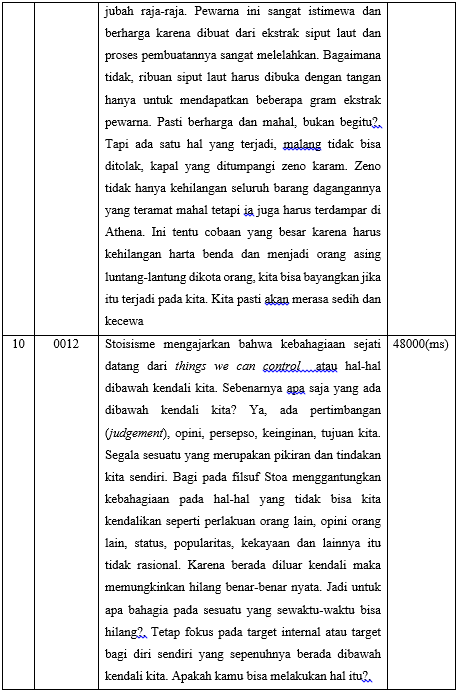 jubah raja-raja. Pewarna ini sangat istimewa dan
berharga karena dibuat dari ekstrak siput laut dan
proses pembuatannya sangat melelahkan. Bagaimana
tidak, ribuan siput laut harus dibuka dengan tangan
hanya untuk mendapatkan beberapa gram ekstrak
pewarna. Pasti berharga dan mahal, bukan begitu?.
Tapi ada satu hal yang terjadi, malang tidak bisa
ditolak, kapal yang ditumpangi zeno karam. Zeno
tidak hanya kehilangan seluruh barang dagangannya
yang teramat mahal tetapi ia juga harus terdampar di
Athena. Ini tentu cobaan yang besar karena harus
kehilangan harta benda dan menjadi orang asing
luntang-lantung dikota orang, kita bisa bayangkan jika
itu terjadi pada kita. Kita pasti akan merasa sedih dan
kecewa
10 0012 Stoisisme mengajarkan bahwa kebahagiaan sejati 48000(ms)
datang dari things we can control atau hal-hal
dibawah kendali kita. Sebenarnya apa saja yang ada
dibawah kendali kita? Ya, ada pertimbangan
(judgement), opini, persepso, keinginan, tujuan kita.
Segala sesuatu yang merupakan pikiran dan tindakan
kita sendiri. Bagi pada filsuf Stoa menggantungkan
kebahagiaan pada hal-hal yang tidak bisa kita
kendalikan seperti perlakuan orang lain, opini orang
lain, status, popularitas, kekayaan dan lainnya itu
tidak rasional. Karena berada diluar kendali maka
memungkinkan hilang benar-benar nyata. Jadi untuk
apa bahagia pada sesuatu yang sewaktu-waktu bisa
hilang?. Tetap fokus pada target internal atau target
bagi diri sendiri yang sepenuhnya berada dibawah
kendali kita. Apakah kamu bisa melakukan hal itu?.